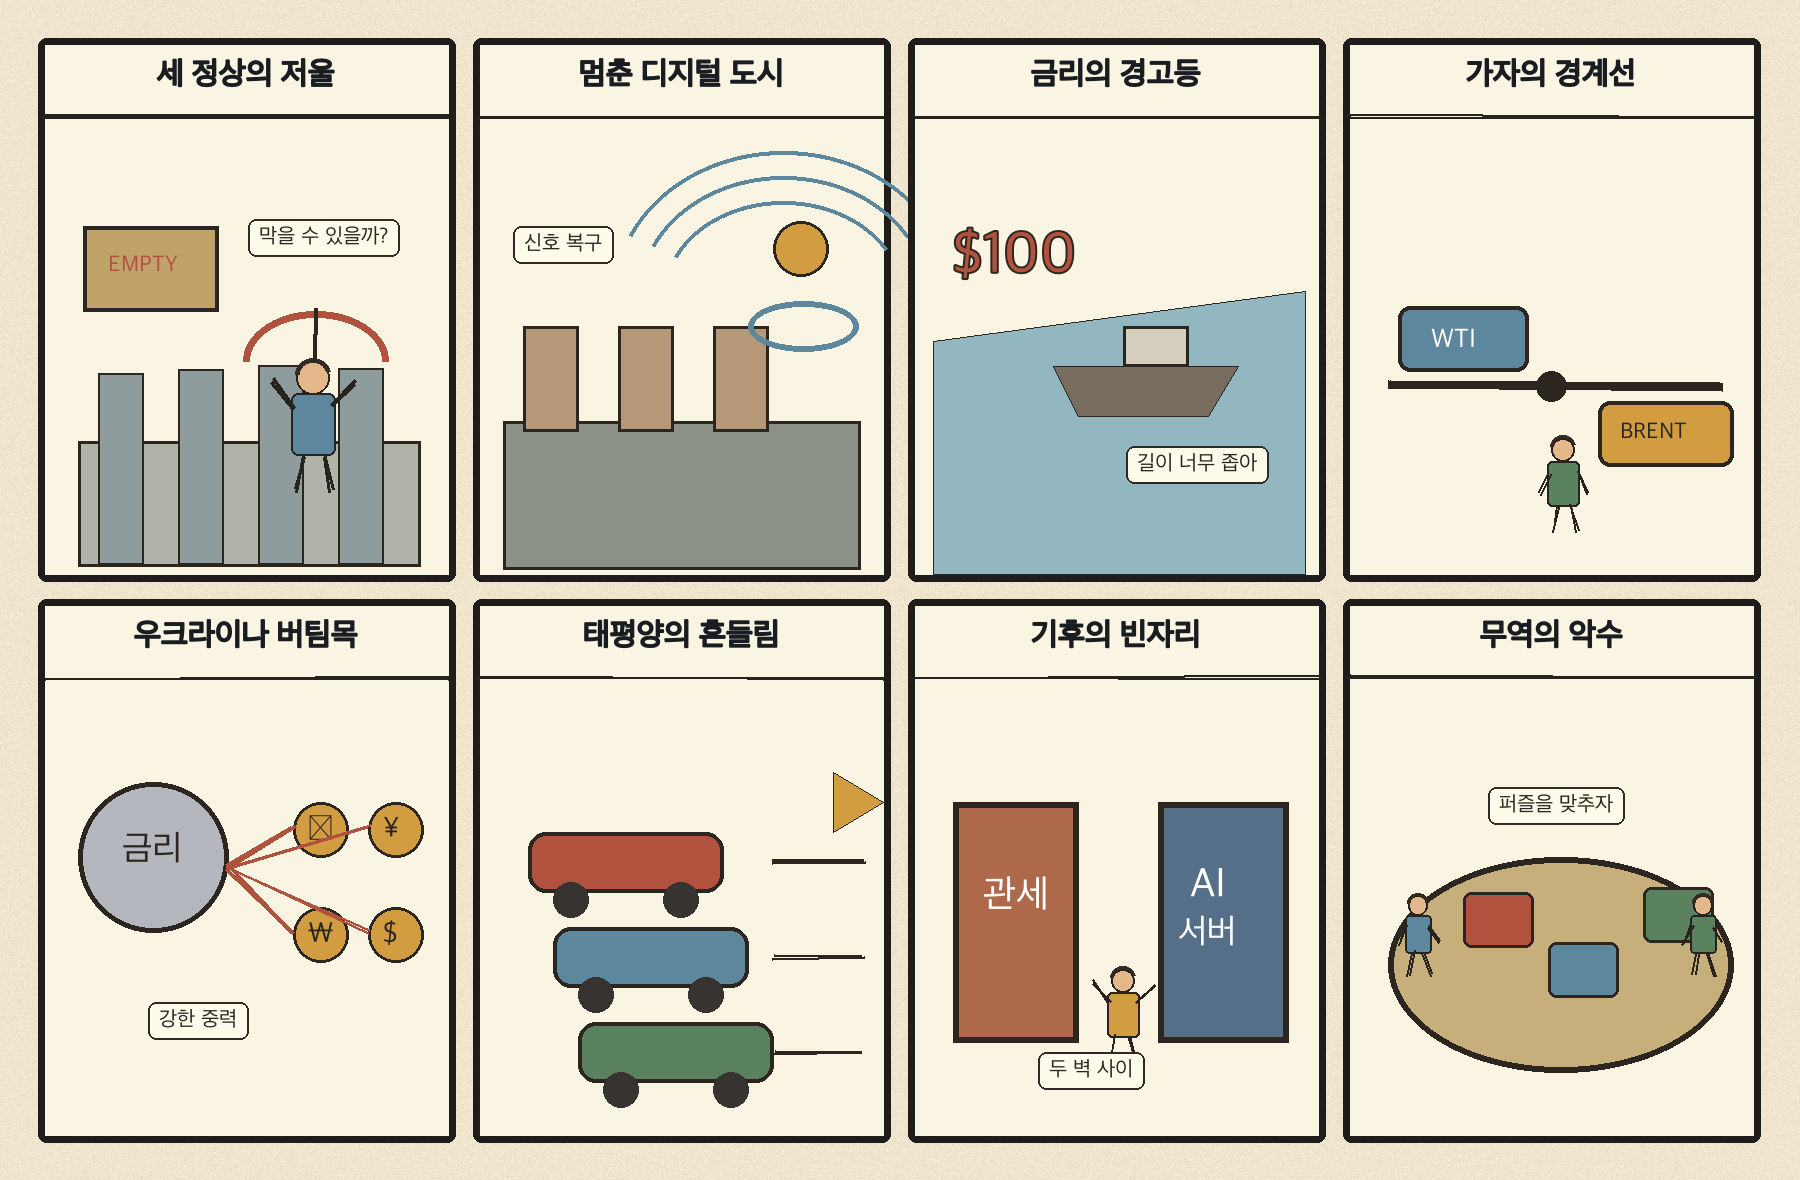 세 정상의 저울
EMPTY
막을 수 있을까?
멈춘 디지털 도시
신호 복구
금리의 경고등
$100
길이 너무 좁아
가자의 경계선
WTI
BRENT
우크라이나 버팀목
금리
¥
₩
$
강한 중력
태평양의 흔들림
기후의 빈자리
관세
AI
서버
두 벽 사이
무역의 악수
퍼즐을 맞추자